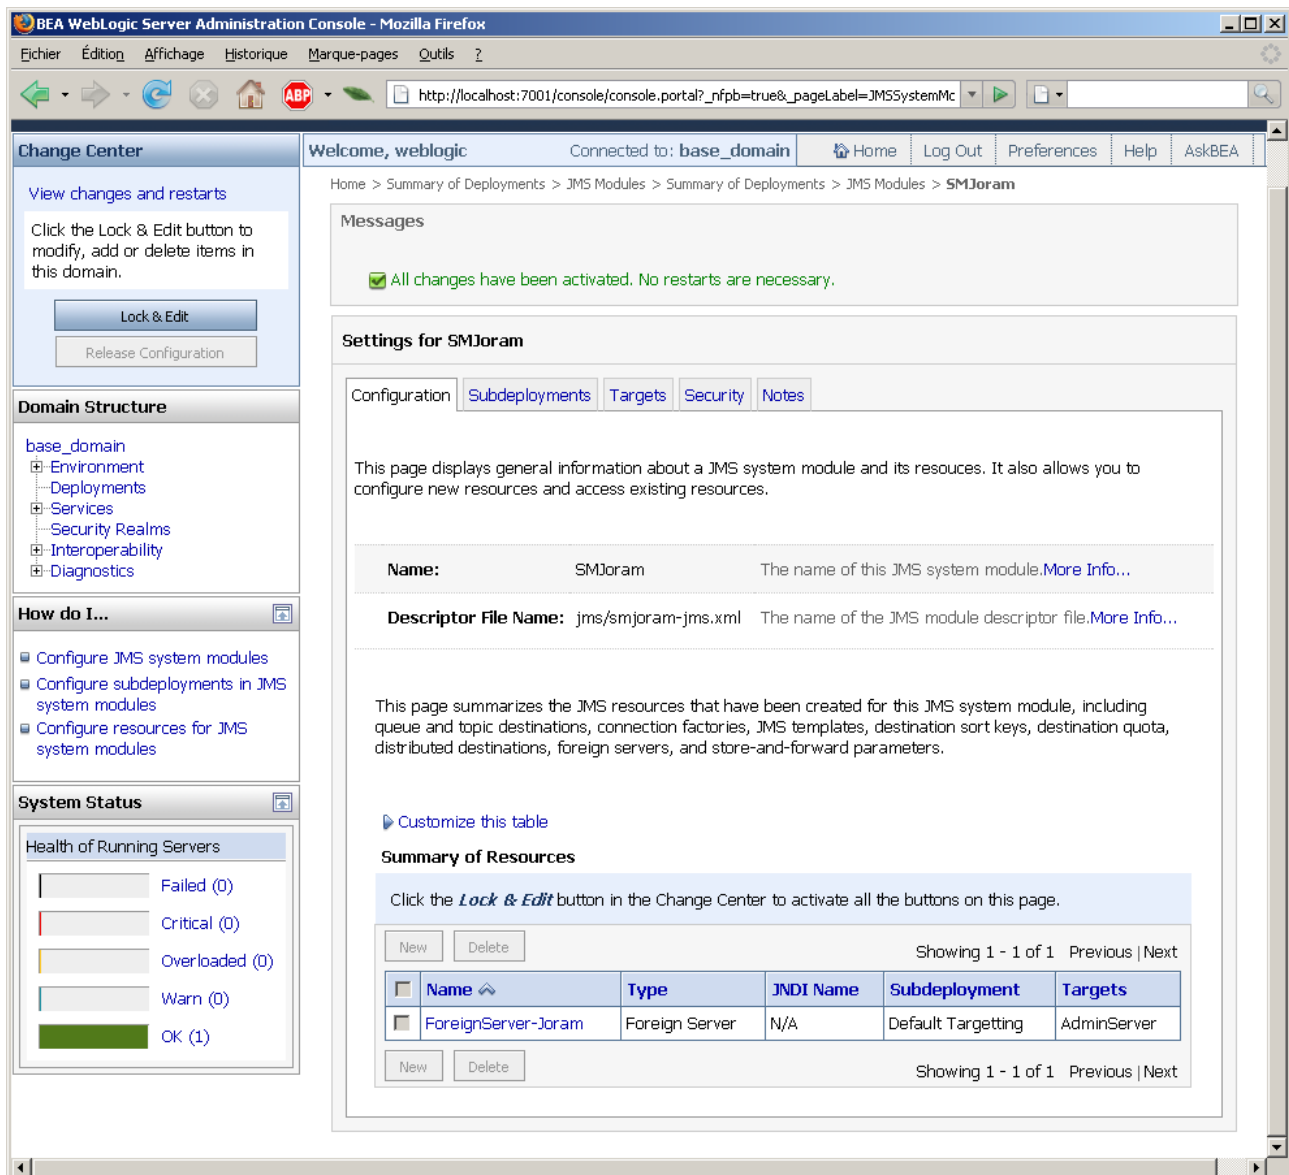 BEA WebLogic Server Administration Console - Mozilla Firefox
Fichier Édition Affichage Historique Marque-pages Outils ?
ABP http://localhost:7001/console/console.portal?_nfpb=true&_pageLabel=JMSSystemMc
Change Center
View changes and restarts
Click the Lock & Edit button to
modify, add or delete items in
this domain.
Lock & Edit
Release Configuration
Domain Structure
base_domain
Environment
Deployments
Services
Security Realms
Interoperability
Diagnostics
How do I...
Configure JMS system modules
Configure subdeployments in JMS
system modules
Configure resources for JMS
system modules
System Status
Health of Running Servers
Failed (0)
Critical (0)
Overloaded (0)
Warn (0)
OK (1)
Welcome, weblogic Connected to: base_domain Home Log Out Preferences Help AskBEA
Home > Summary of Deployments > JMS Modules > Summary of Deployments > JMS Modules > SMJoram
Messages
All changes have been activated. No restarts are necessary.
Settings for SMJoram
Configuration Subdeployments Targets Security Notes
This page displays general information about a JMS system module and its resouces. It also allows you to
configure new resources and access existing resources.
Name: SMJoram The name of this JMS system module.More Info...
Descriptor File Name: jms/smjoram-jms.xml The name of the JMS module descriptor file.More Info...
This page summarizes the JMS resources that have been created for this JMS system module, including
queue and topic destinations, connection factories, JMS templates, destination sort keys, destination quota,
distributed destinations, foreign servers, and store-and-forward parameters.
Customize this table
Summary of Resources
Click the Lock & Edit button in the Change Center to activate all the buttons on this page.
New Delete Showing 1 - 1 of 1 Previous | Next
Name Type JNDI Name Subdeployment Targets
ForeignServer-Joram Foreign Server N/A Default Targetting AdminServer
New Delete Showing 1 - 1 of 1 Previous | Next